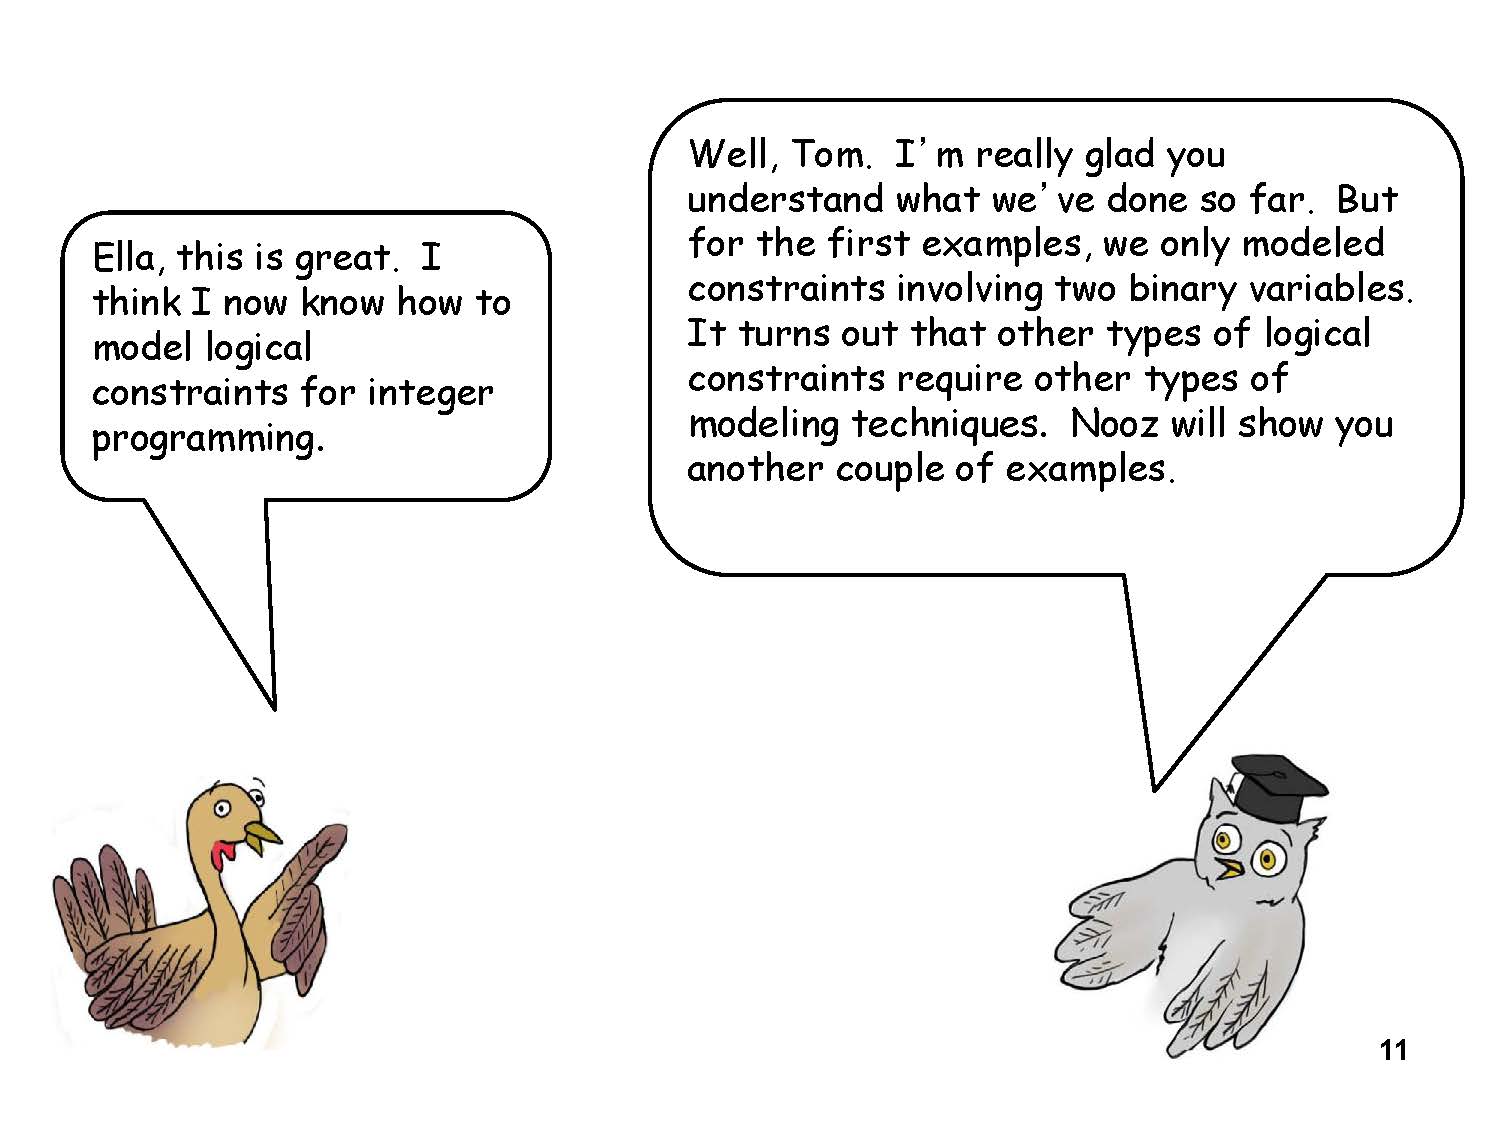 Ella, this is great.  I
think I now know how to
model logical
constraints for integer
programming.
Well, Tom.  I’m really glad you
understand what we’ve done so far.  But
for the first examples, we only modeled
constraints involving two binary variables.
It turns out that other types of logical
constraints require other types of
modeling techniques.  Nooz will show you
another couple of examples.
11